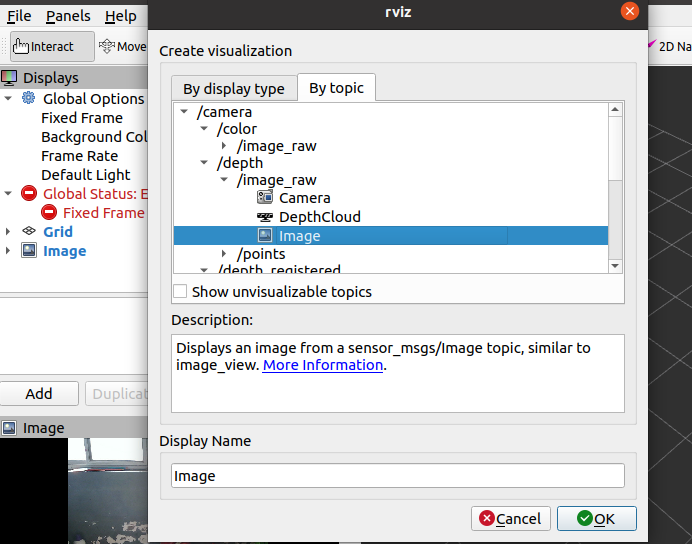 rviz
File Panels Help
Create visualization
Interact
Move
2D Na
By display type
By topic
Displays
Global Options
Fixed Frame
Background Col
Frame Rate
Default Light
Global Status: E
Fixed Frame
Grid
Image
/camera
/color
/image_raw
/depth
/image_raw
Camera
DepthCloud
Image
/points
/depth_registered
Show unvisualizable topics
Description:
Displays an image from a sensor_msgs/Image topic, similar to
image_view. More Information.
Add
Duplicat
Image
Display Name
Image
Cancel
OK